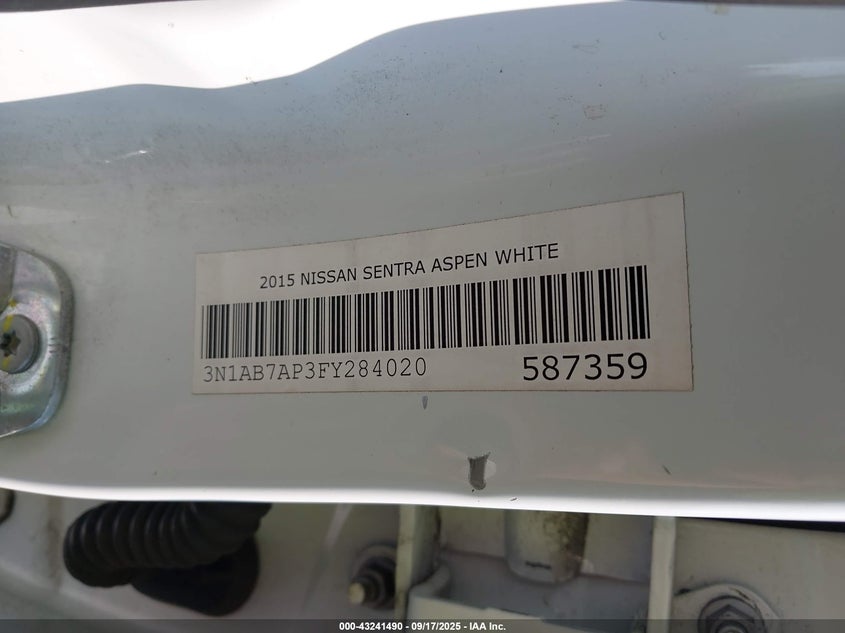 2015 NISSAN SENTRA ASPEN WHITE
3N1AB7AP3FY284020 587359
000-43241490 - 09/17/2025 - IAA Inc.